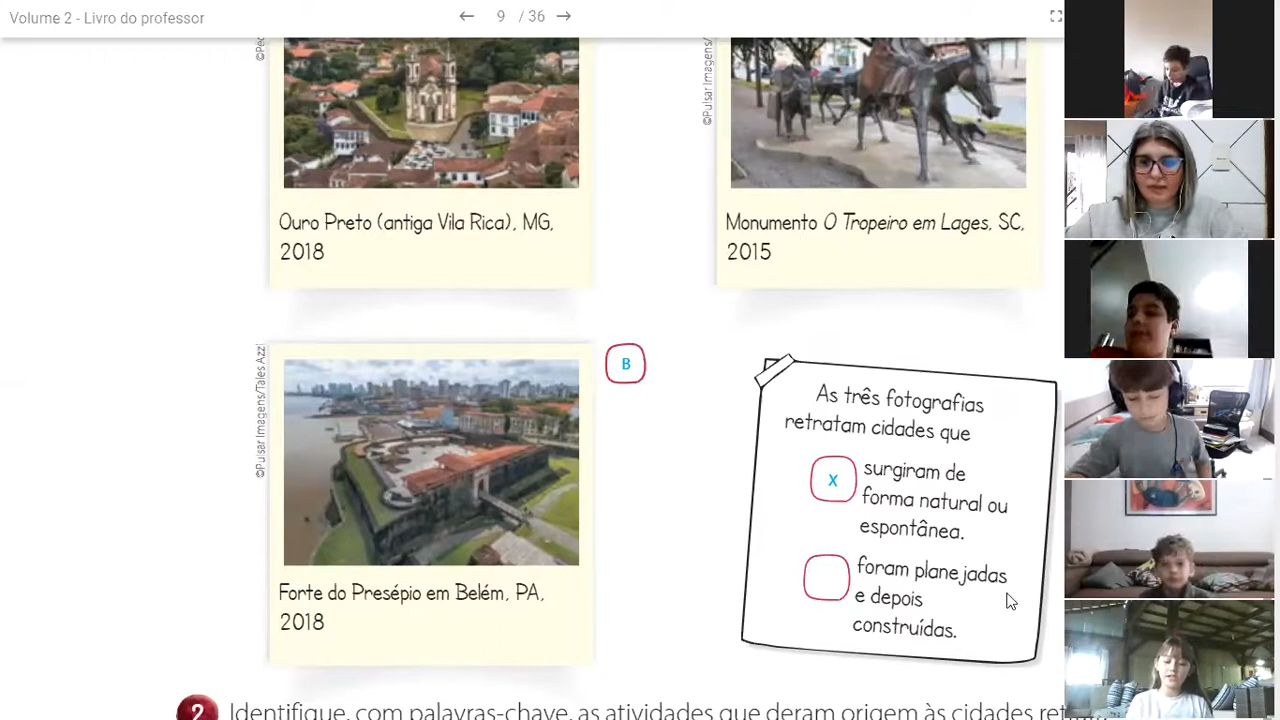 Volume 2 - Livro do professor
9 / 36
©Pulsar Imagens/
Ouro Preto (antiga Vila Rica), MG,
2018
Monumento O Tropeiro em Lages, SC,
2015
©Pulsar Imagens/Tales Azzi
B
As três fotografias
retratam cidades que
X surgiram de
forma natural ou
espontânea.
foram planejadas
e depois
construídas.
Forte do Presépio em Belém, PA,
2018
2 Identifique, com palavras-chave, as atividades que deram origem às cidades